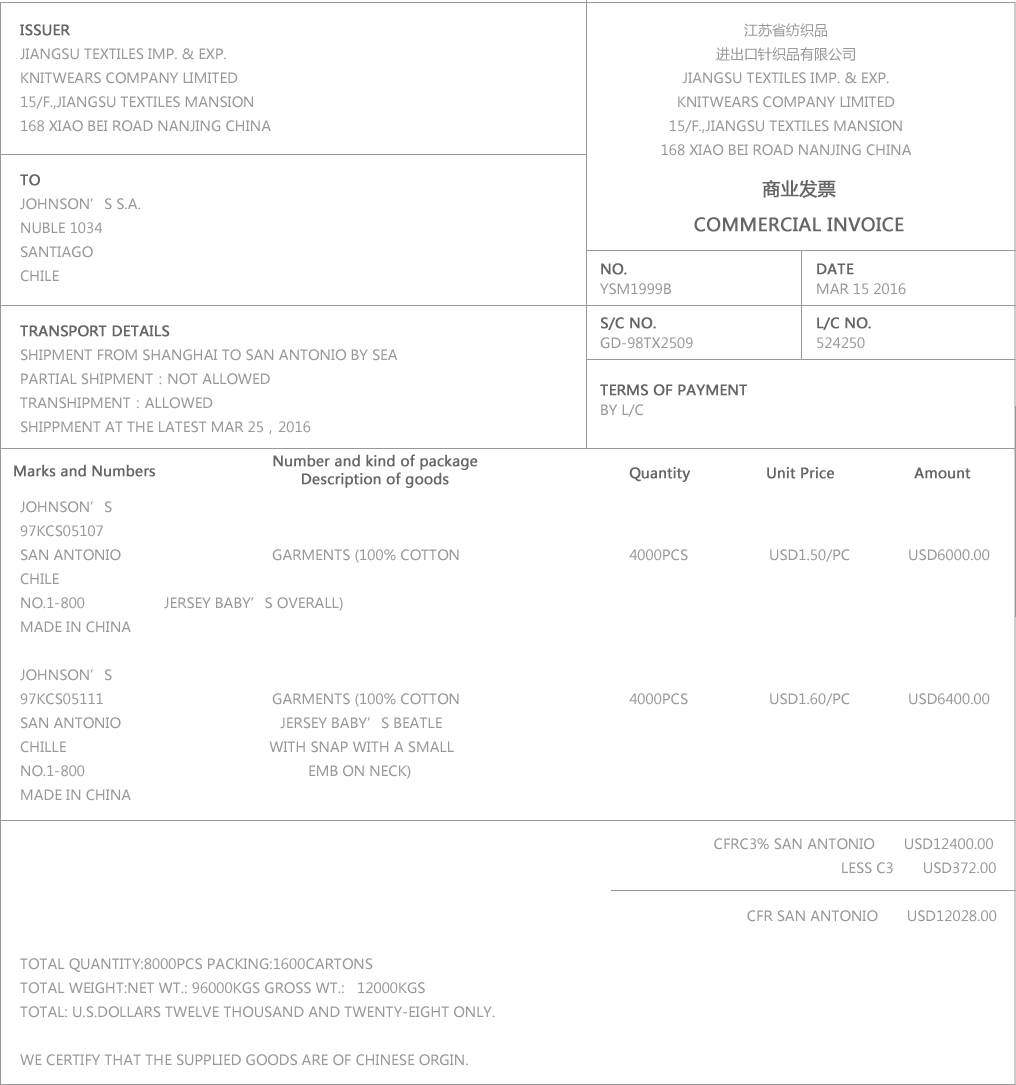 ISSUER
JIANGSU TEXTILES IMP. & EXP.
KNITWEARS COMPANY LIMITED
15/F.,JIANGSU TEXTILES MANSION
168 XIAO BEI ROAD NANJING CHINA
江苏省纺织品
进出口针织品有限公司
JIANGSU TEXTILES IMP. & EXP.
KNITWEARS COMPANY LIMITED
15/F.,JIANGSU TEXTILES MANSION
168 XIAO BEI ROAD NANJING CHINA
商业发票
COMMERCIAL INVOICE
TO
JOHNSON’S S.A.
NUBLE 1034
SANTIAGO
CHILE
NO.
YSM1999B
DATE
MAR 15 2016
S/C NO.
GD-98TX2509
L/C NO.
524250
TRANSPORT DETAILS
SHIPMENT FROM SHANGHAI TO SAN ANTONIO BY SEA
PARTIAL SHIPMENT：NOT ALLOWED
TRANSHIPMENT：ALLOWED
SHIPPMENT AT THE LATEST MAR 25，2016
TERMS OF PAYMENT
BY L/C
Marks and Numbers
Number and kind of package
Description of goods
Quantity Unit Price Amount
JOHNSON’S
97KCS05107
SAN ANTONIO GARMENTS (100% COTTON 4000PCS USD1.50/PC USD6000.00
CHILE
NO.1-800 JERSEY BABY’S OVERALL)
MADE IN CHINA
JOHNSON’S
97KCS05111 GARMENTS (100% COTTON 4000PCS USD1.60/PC USD6400.00
SAN ANTONIO JERSEY BABY’S BEATLE
CHILLE WITH SNAP WITH A SMALL
NO.1-800 EMB ON NECK)
MADE IN CHINA
CFRC3% SAN ANTONIO USD12400.00
LESS C3 USD372.00
CFR SAN ANTONIO USD12028.00
TOTAL QUANTITY:8000PCS PACKING:1600CARTONS
TOTAL WEIGHT:NET WT.: 96000KGS GROSS WT.: 12000KGS
TOTAL: U.S.DOLLARS TWELVE THOUSAND AND TWENTY-EIGHT ONLY.
WE CERTIFY THAT THE SUPPLIED GOODS ARE OF CHINESE ORGIN.